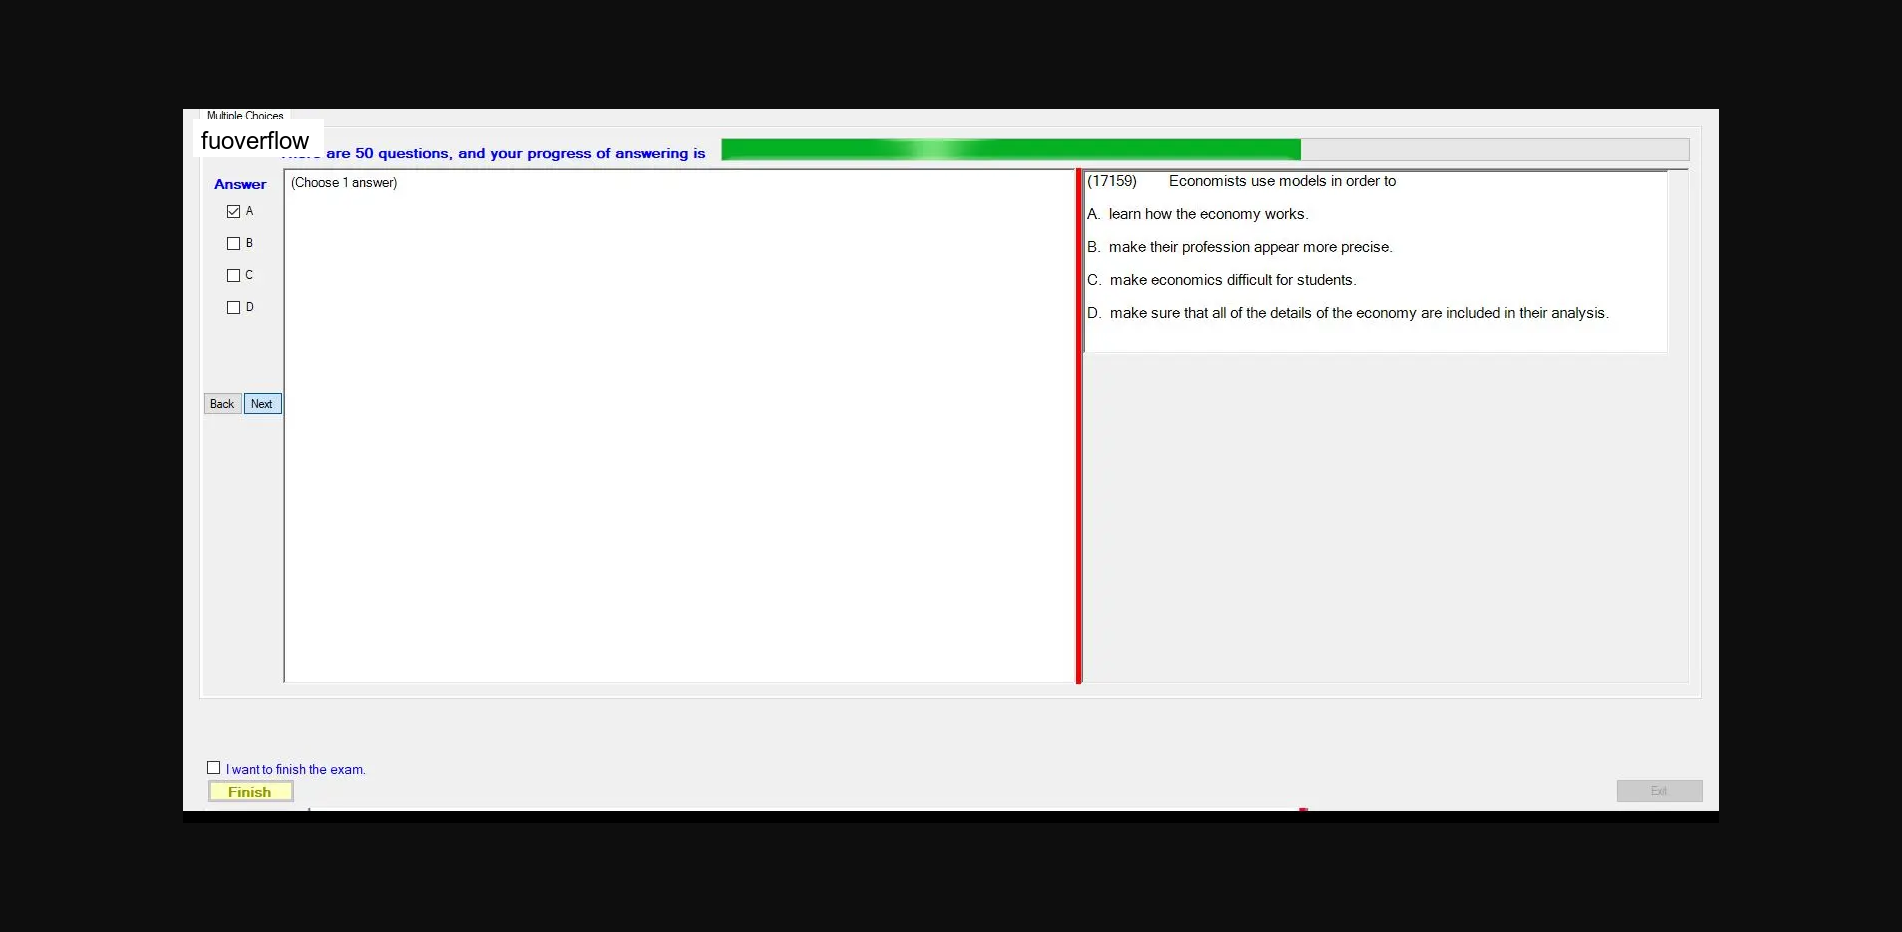 Multiple Choices
fuoverflow
are 50 questions, and your progress of answering is
Answer
(Choose 1 answer)
A
B
C
D
Back Next
(17159) Economists use models in order to
A. learn how the economy works.
B. make their profession appear more precise.
C. make economics difficult for students.
D. make sure that all of the details of the economy are included in their analysis.
I want to finish the exam.
Finish
Exit